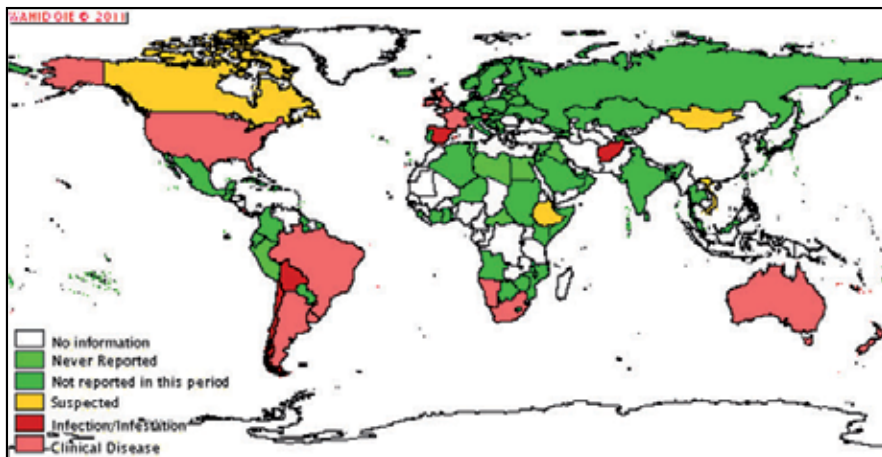 WAHID OIE © 2011
No information
Never Reported
Not reported in this period
Suspected
Infection/Infestation
Clinical Disease